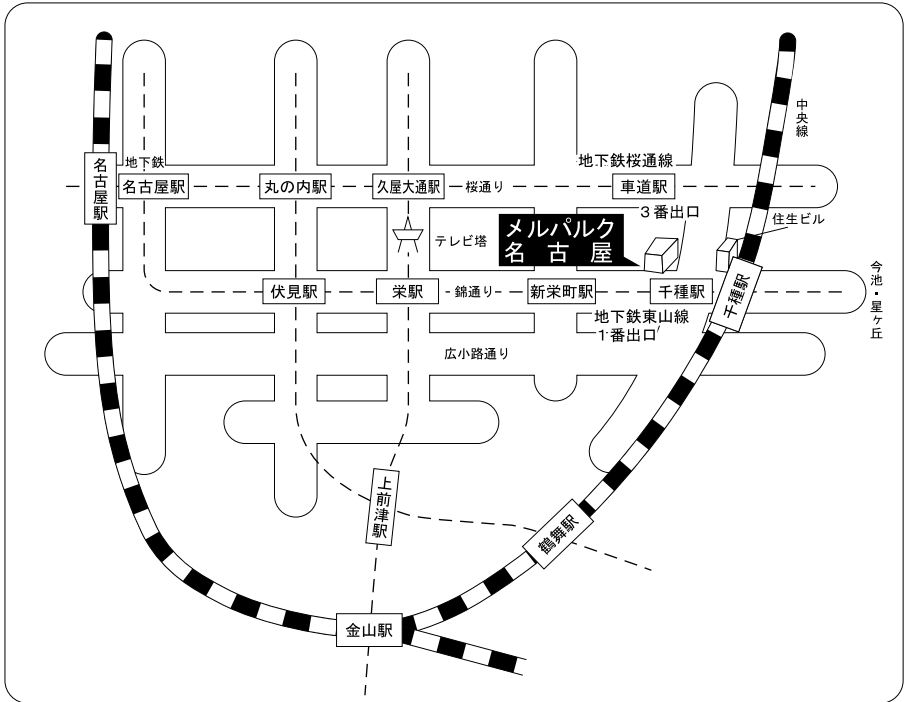 中央線
地下鉄
地下鉄桜通線
名古屋駅
名古屋駅
丸の内駅
久屋大通駅
桜通り
車道駅
3番出口
住生ビル
メルパルク
名古屋
テレビ塔
今池・星ヶ丘
伏見駅
栄駅
錦通り
新栄町駅
千種駅
千種駅
地下鉄東山線
1番出口
広小路通り
上前津駅
鶴舞駅
金山駅